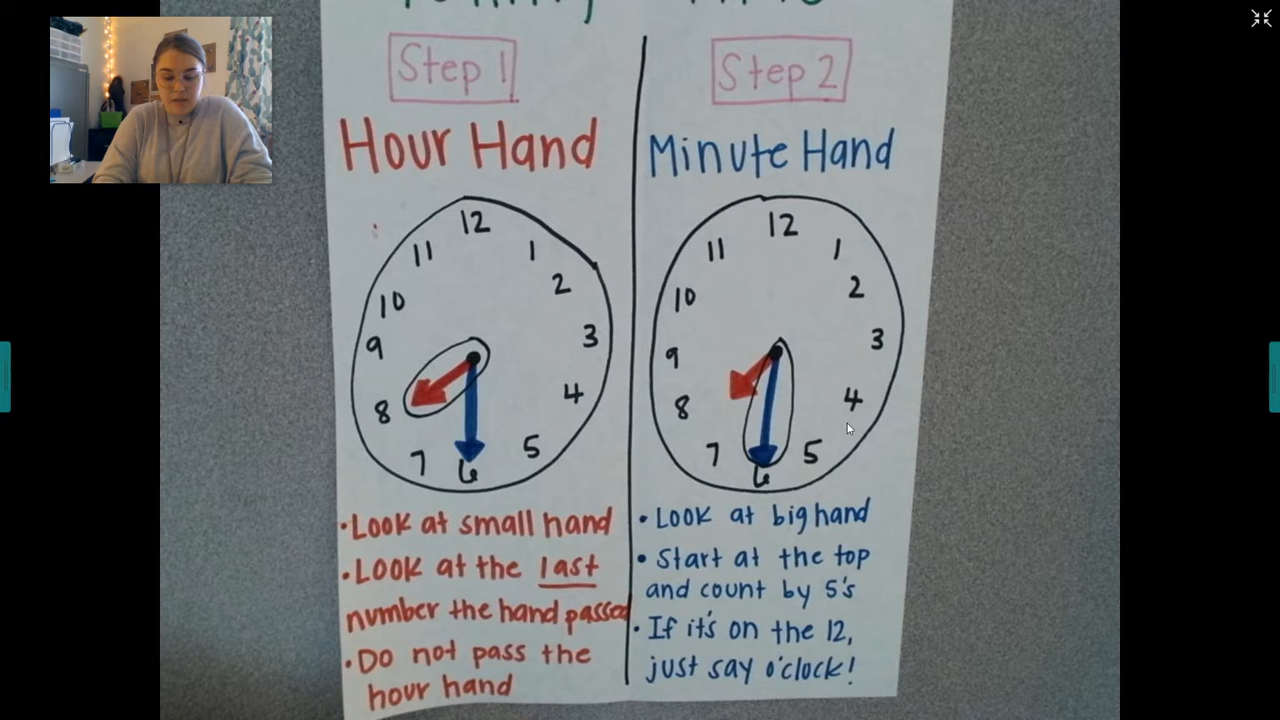 Step 1
Hour Hand
12
11
1
10
2
9
3
8
4
7
6
5
• Look at small hand
• Look at the last
number the hand passed
• Do not pass the
hour hand
Step 2
Minute Hand
12
11
1
10
2
9
3
8
4
7
6
5
• Look at big hand
• Start at the top
and count by 5's
• If it's on the 12,
just say o'clock!